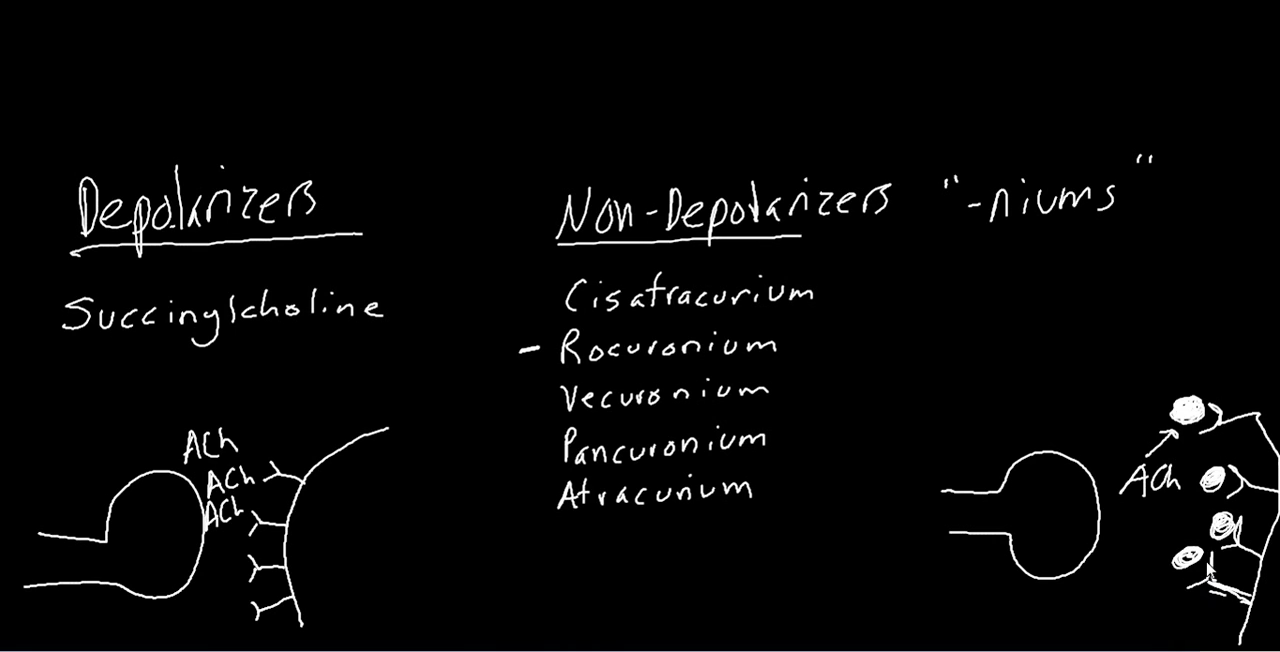 Depolarizers
Succinylcholine
ACh
ACh
ACh
Non-Depolarizers "-niums"
Cisatracurium
- Rocuronium
Vecuronium
Pancuronium
Atracurium
ACh